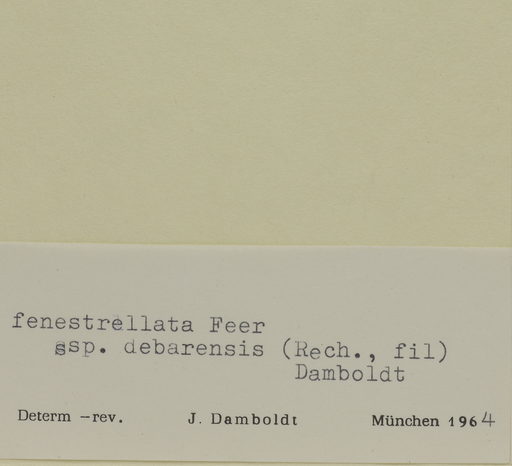 fenestrellata Feer
ssp. debarensis (Rech., fil)
Damboldt
Determ -rev. J. Damboldt München 1964